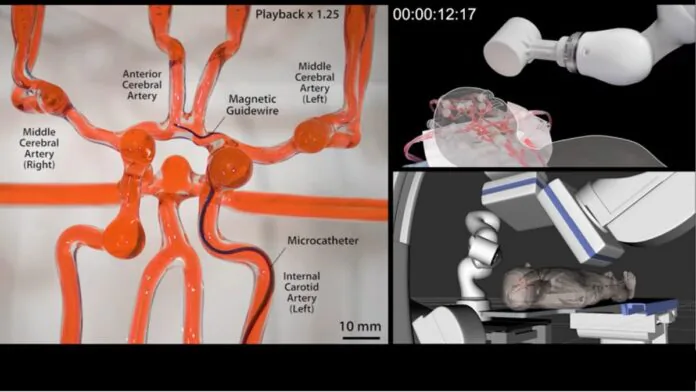 Playback x 1.25
Anterior
Cerebral
Artery
Middle
Cerebral
Artery
(Left)
Magnetic
Guidewire
Middle
Cerebral
Artery
(Right)
Microcatheter
Internal
Carotid
Artery
(Left)
10 mm
00:00:12:17